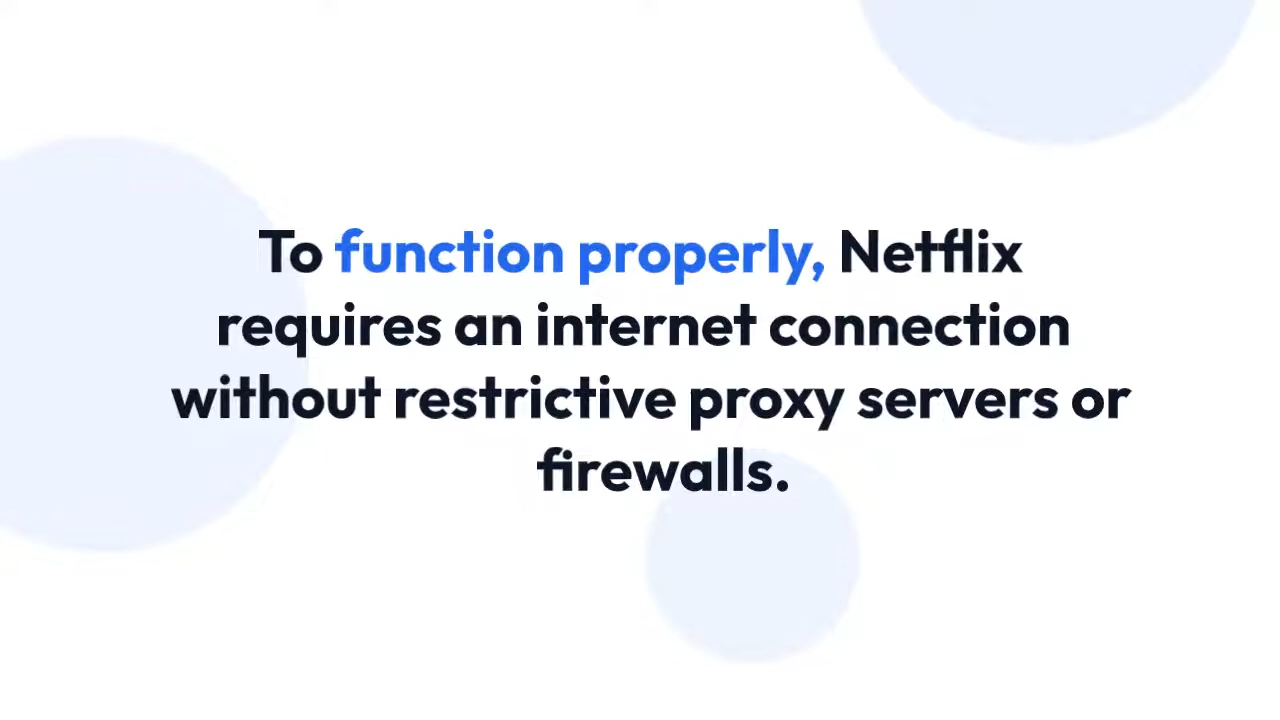 To function properly, Netflix
requires an internet connection
without restrictive proxy servers or
firewalls.